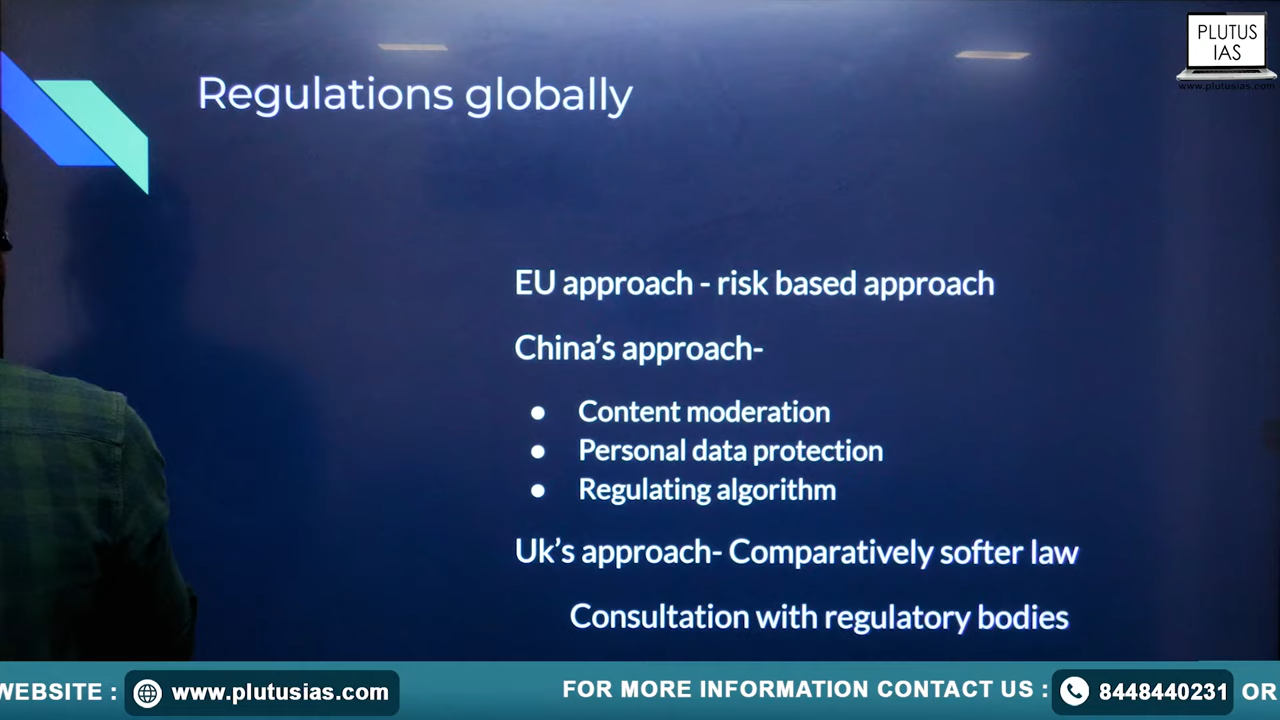 PLUTUS
IAS
www.plutusias.com
Regulations globally
EU approach - risk based approach
China's approach-
● Content moderation
● Personal data protection
● Regulating algorithm
Uk's approach- Comparatively softer law
Consultation with regulatory bodies
WEBSITE : www.plutusias.com
FOR MORE INFORMATION CONTACT US : 8448440231 OR